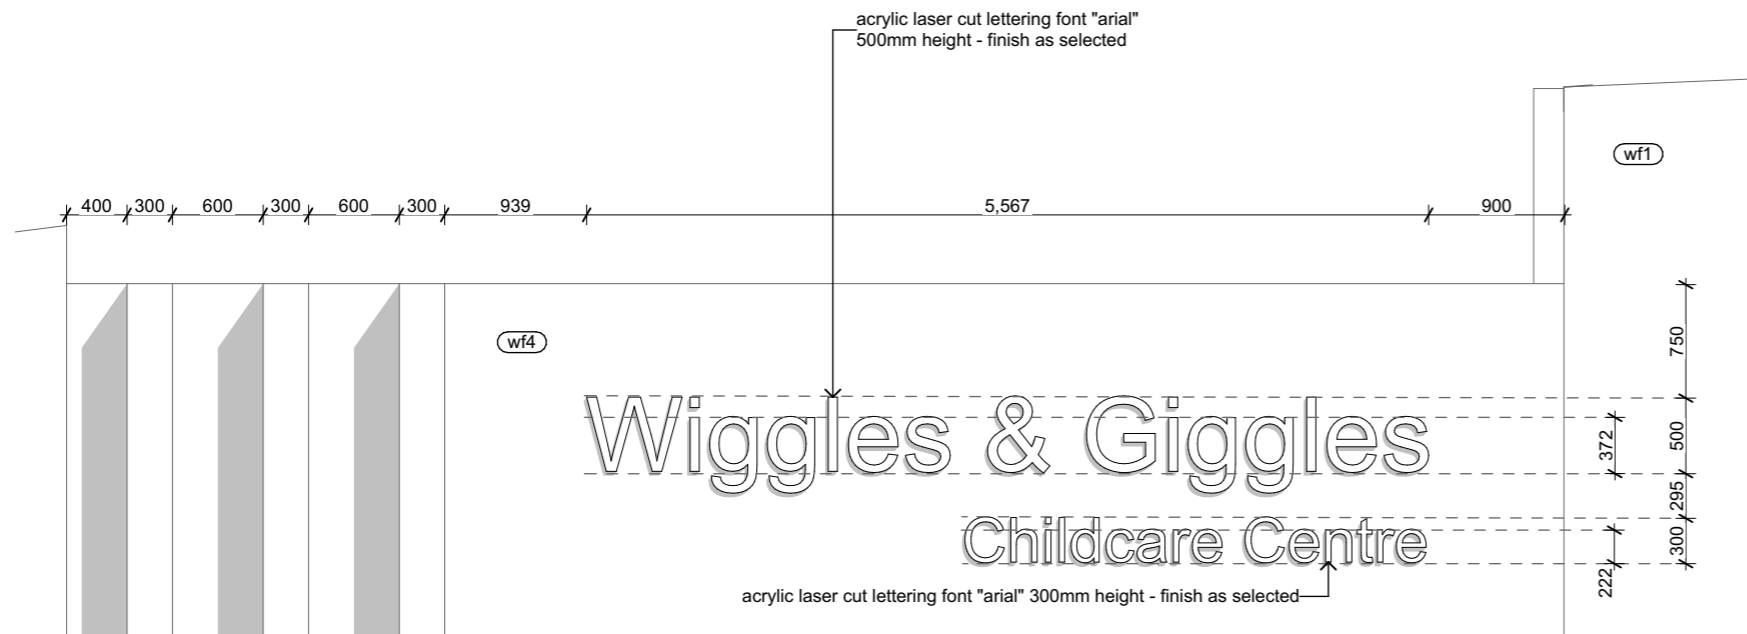 acrylic laser cut lettering font "arial"
500mm height - finish as selected
wf1
400 300 600 300 600 300 939 5,567 900
wf4
750
Wiggles & Giggles
372
500
295
Childcare Centre
300
222
acrylic laser cut lettering font "arial" 300mm height - finish as selected